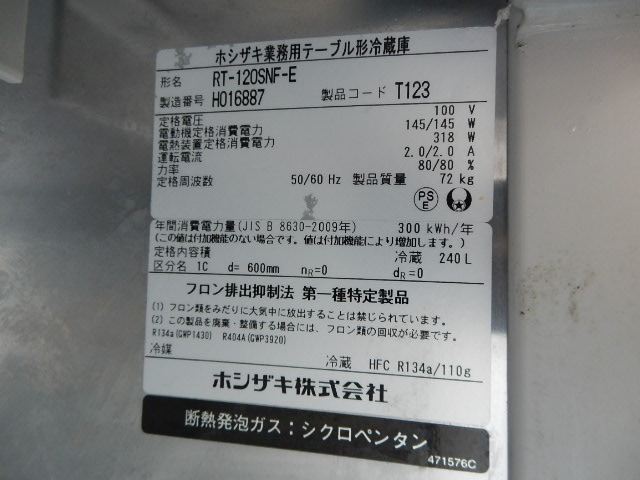 ホシザキ業務用テーブル形冷蔵庫
形名 RT-120SNF-E
製造番号 H016887 製品コード T123
定格電圧 100 V
電動機定格消費電力 145/145 W
電熱装置定格消費電力 318 W
運転電流 2.0/2.0 A
力率 80/80 %
定格周波数 50/60 Hz 製品質量 72 kg
PS E
年間消費電力量(JIS B 8630-2009年) 300 kWh/年
(この値は付加機能のない場合です。値は付加機能により増加します。)
定格内容積 冷蔵 240 L
区分名 1C d= 600mm nR=0 dR=0
フロン排出抑制法 第一種特定製品
(1) フロン類をみだりに大気中に放出することは禁じられています。
(2) この製品を廃棄・整備する場合には、フロン類の回収が必要です。
R134a(GWP1430) R404A(GWP3920)
冷媒 冷蔵 HFC R134a/110g
ホシザキ株式会社
断熱発泡ガス：シクロペンタン
471576C